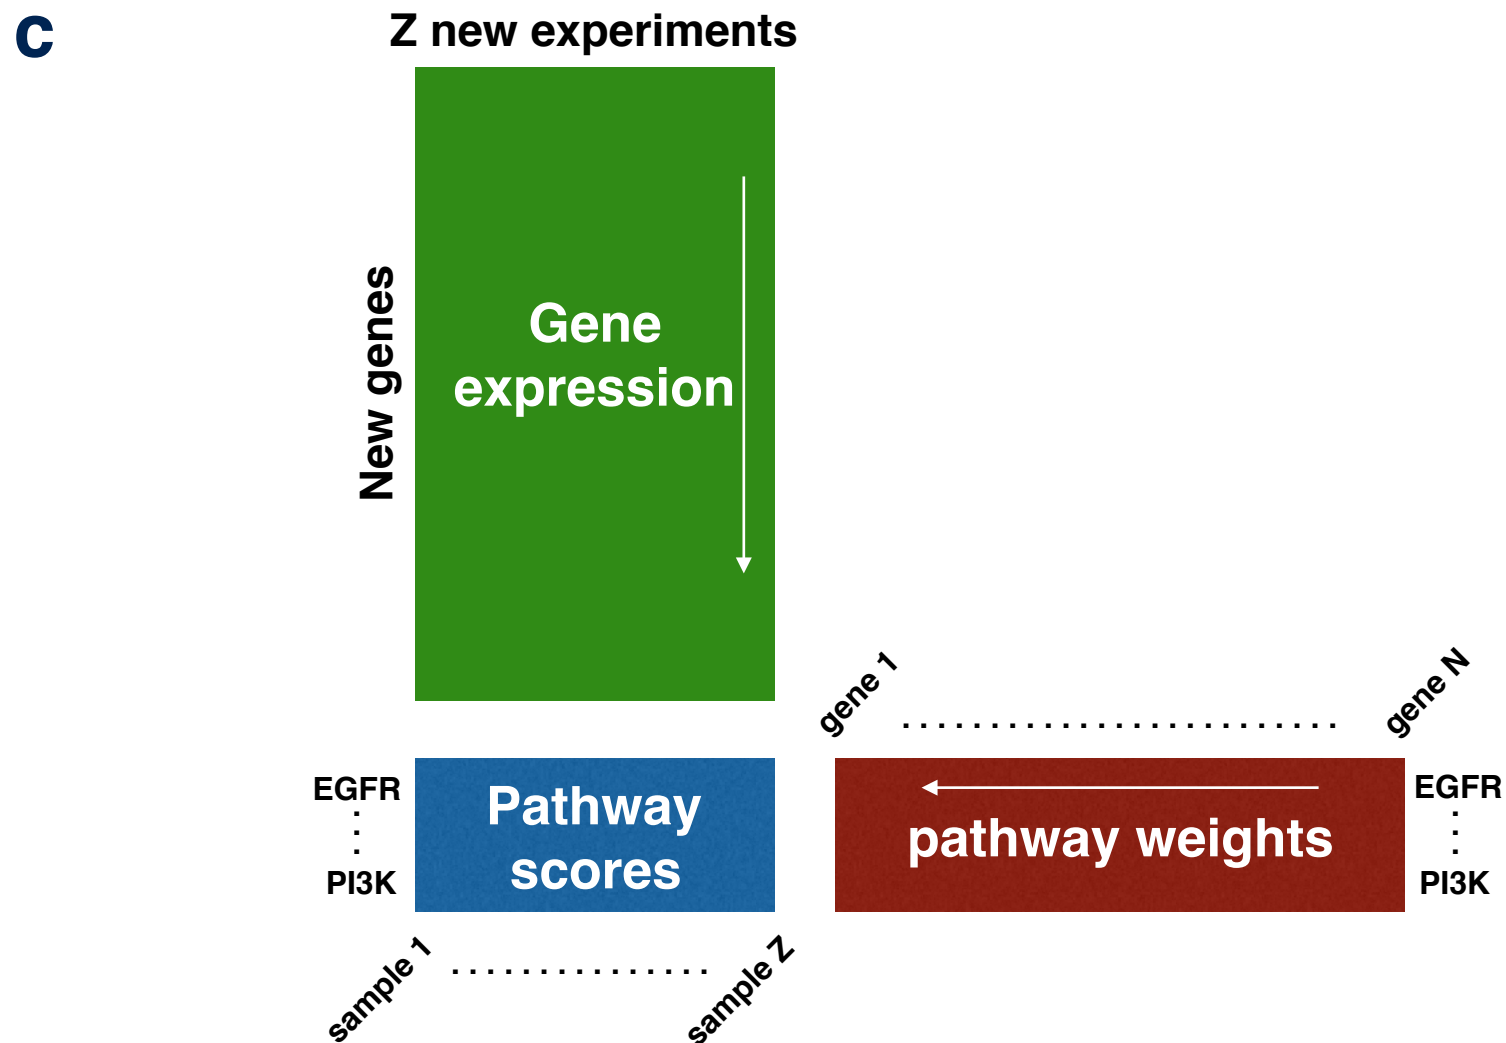 c
Z new experiments
New genes
Gene
expression
gene 1
........................
gene N
EGFR
.
.
.
PI3K
Pathway
scores
pathway weights
EGFR
.
.
.
PI3K
sample 1
...............
sample Z